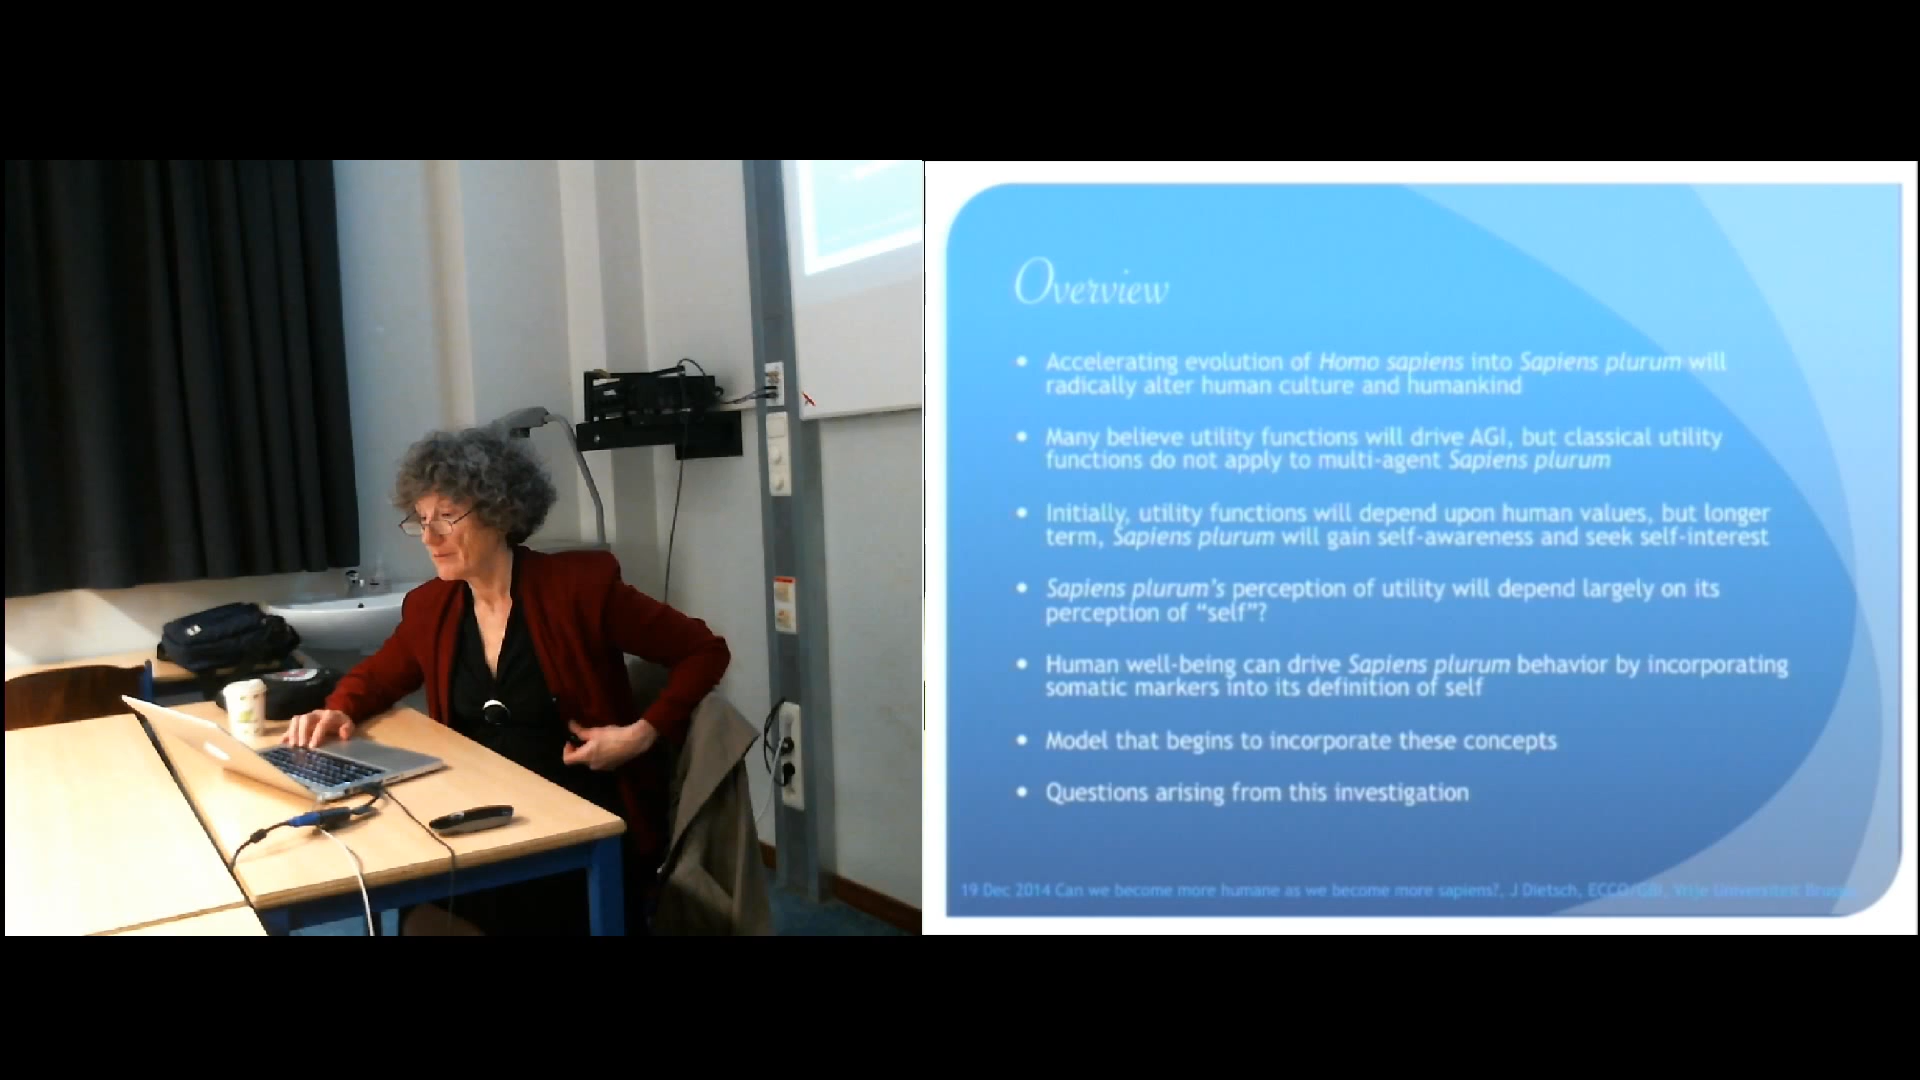 Overview
• Accelerating evolution of Homo sapiens into Sapiens plurum will
radically alter human culture and humankind
• Many believe utility functions will drive AGI, but classical utility
functions do not apply to multi-agent Sapiens plurum
• Initially, utility functions will depend upon human values, but longer
term, Sapiens plurum will gain self-awareness and seek self-interest
• Sapiens plurum's perception of utility will depend largely on its
perception of “self”?
• Human well-being can drive Sapiens plurum behavior by incorporating
somatic markers into its definition of self
• Model that begins to incorporate these concepts
• Questions arising from this investigation
19 Dec 2014 Can we become more humane as we become more sapiens?, J Dietsch, ECCO/GBI, Vrije Universiteit